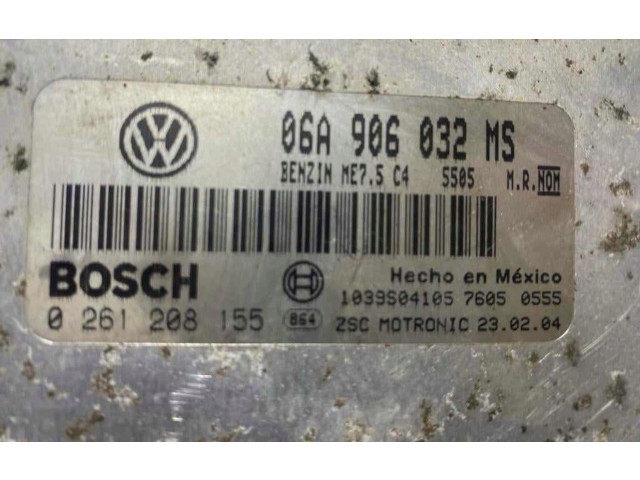 06A 906 032 MS
BENZIN ME7.5 C4 5505 M.R.NOM
BOSCH
Hecho en México
1039S04105 7605 0555
0 261 208 155 864 ZSC MOTRONIC 23.02.04